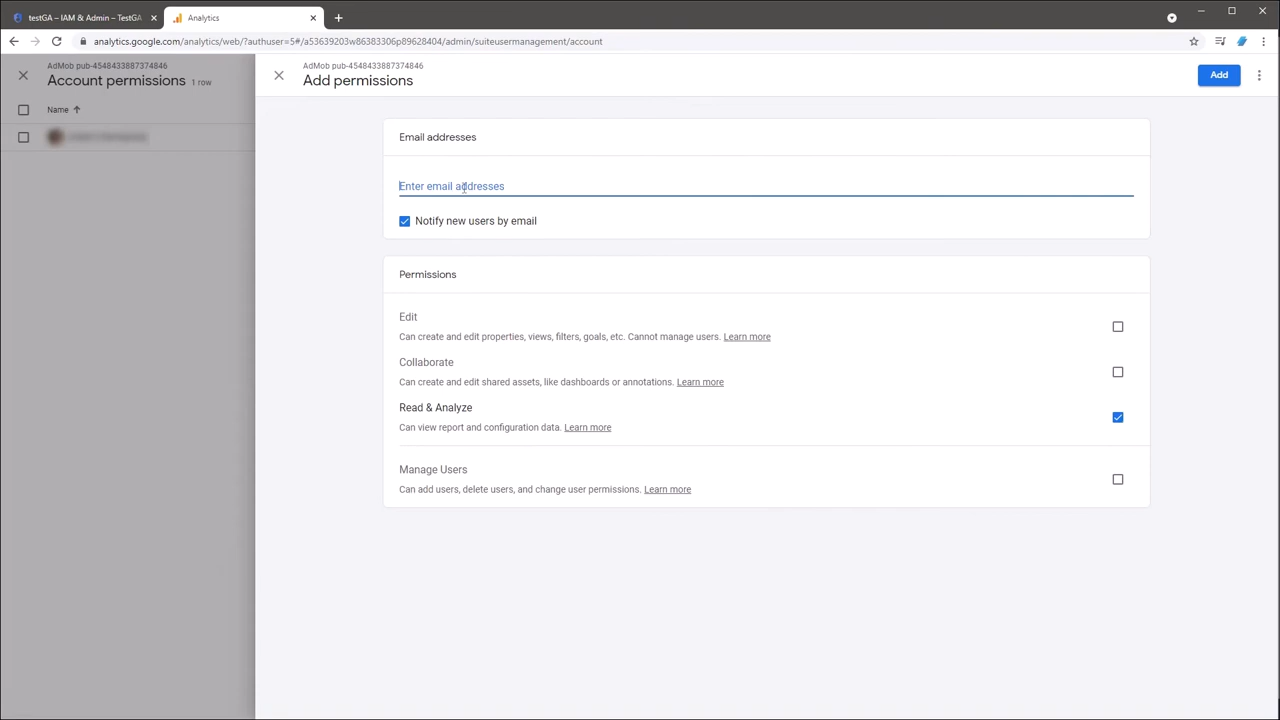 testGA – IAM & Admin – TestGA
Analytics
analytics.google.com/analytics/web/?authuser=5#/a53639203w86383306p89628404/admin/suiteusermanagement/account
AdMob pub-4548433887374846
Account permissions 1 row
Name
AdMob pub-4548433887374846
Add permissions
Add
Email addresses
Enter email addresses
Notify new users by email
Permissions
Edit
Can create and edit properties, views, filters, goals, etc. Cannot manage users. Learn more
Collaborate
Can create and edit shared assets, like dashboards or annotations. Learn more
Read & Analyze
Can view report and configuration data. Learn more
Manage Users
Can add users, delete users, and change user permissions. Learn more